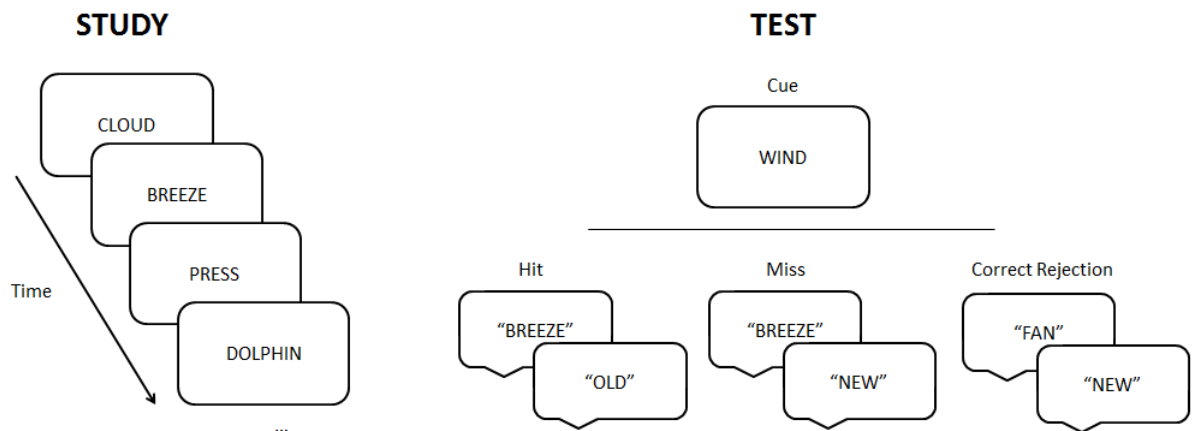 STUDY
CLOUD
BREEZE
PRESS
DOLPHIN
Time
...
TEST
Cue
WIND
Hit
"BREEZE"
"OLD"
Miss
"BREEZE"
"NEW"
Correct Rejection
"FAN"
"NEW"